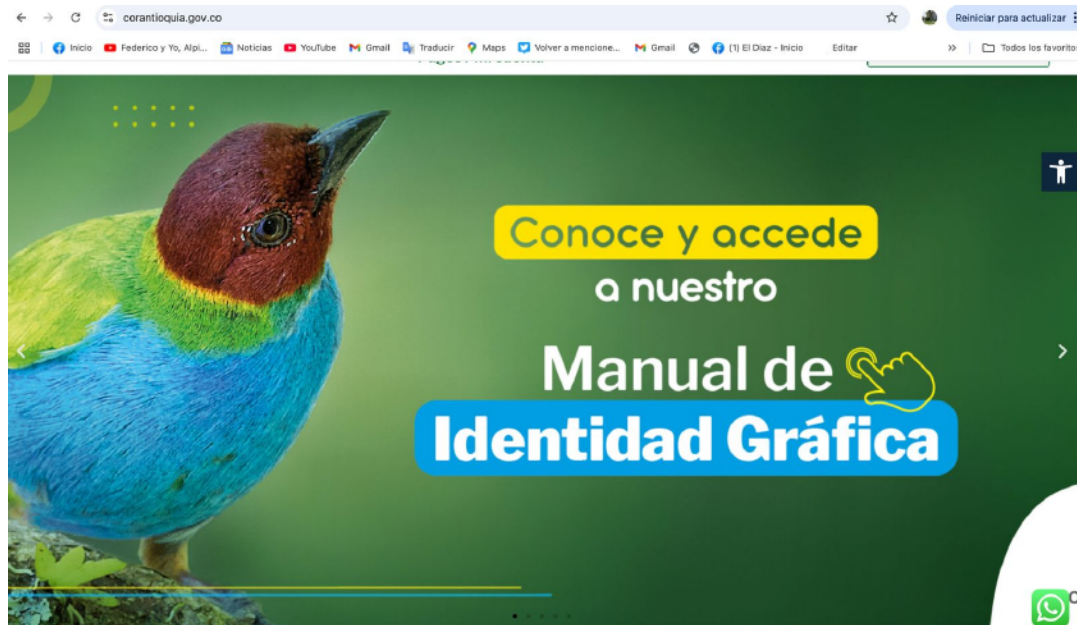 corantioquia.gov.co
Reiniciar para actualizar
Inicio
Federico y Yo, Alpi...
Noticias
YouTube
Gmail
Traducir
Maps
Volver a mencione...
Gmail
(1) El Diaz - Inicio
Editar
Todos los favoritos
Conoce y accede
a nuestro
Manual de
Identidad Gráfica